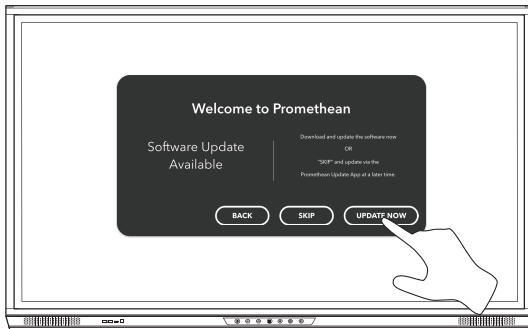 Welcome to Promethean
Software Update
Available
Download and update the software now
OR
"SKIP" and update via the
Promethean Update App at a later time.
BACK
SKIP
UPDATE NOW